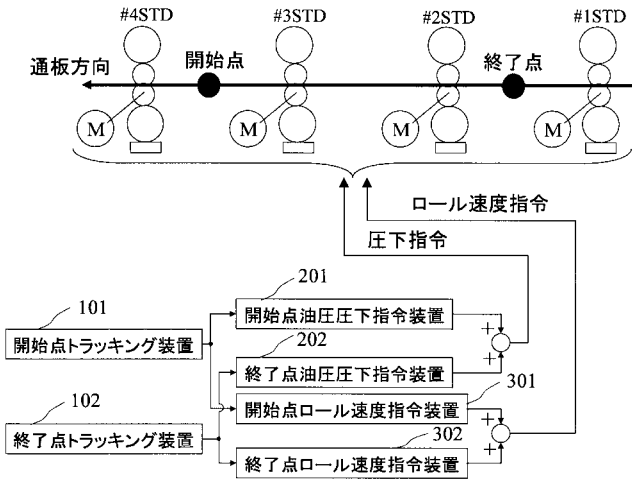 #4STD #3STD #2STD #1STD
通板方向 開始点 終了点
M M M M
ロール速度指令
圧下指令
201
101 開始点油圧圧下指令装置 +
開始点トラッキング装置 202 +
終了点油圧圧下指令装置 301
102 開始点ロール速度指令装置 +
終了点トラッキング装置 302 +
終了点ロール速度指令装置